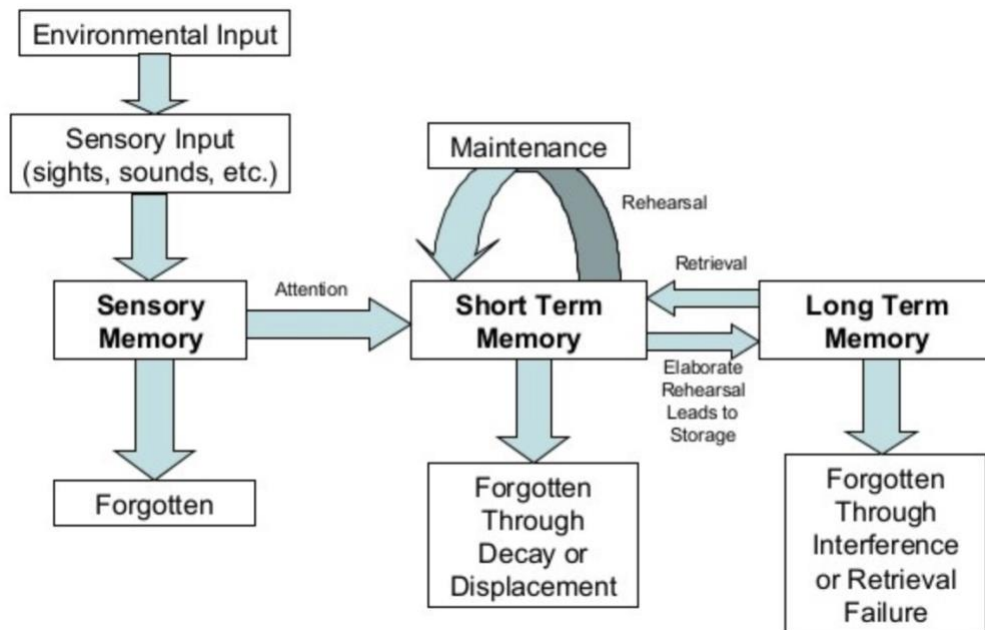 Environmental Input
Sensory Input
(sights, sounds, etc.)
Maintenance
Rehearsal
Attention
Retrieval
Sensory
Memory
Short Term
Memory
Long Term
Memory
Elaborate
Rehearsal
Leads to
Storage
Forgotten
Forgotten
Through
Decay or
Displacement
Forgotten
Through
Interference
or Retrieval
Failure